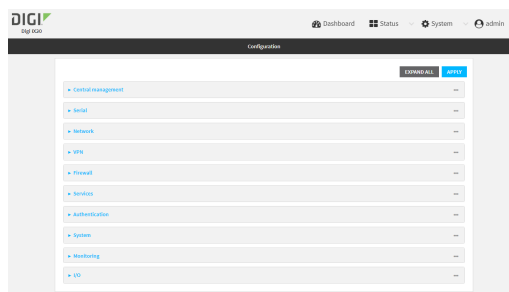 DIGI
Digi IX20
Dashboard Status System admin
Configuration
EXPAND ALL APPLY
Central management
Serial
Network
VPN
Firewall
Services
Authentication
System
Monitoring
I/O